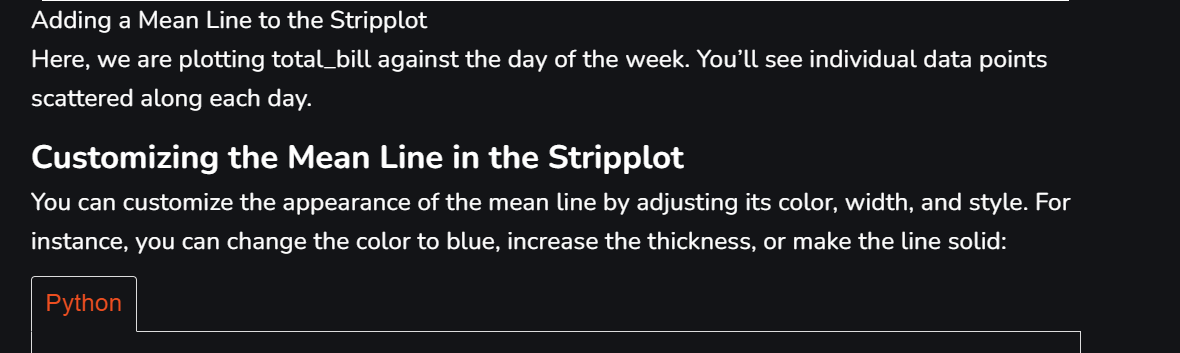 Adding a Mean Line to the Stripplot
Here, we are plotting total_bill against the day of the week. You’ll see individual data points
scattered along each day.
Customizing the Mean Line in the Stripplot
You can customize the appearance of the mean line by adjusting its color, width, and style. For
instance, you can change the color to blue, increase the thickness, or make the line solid:
Python